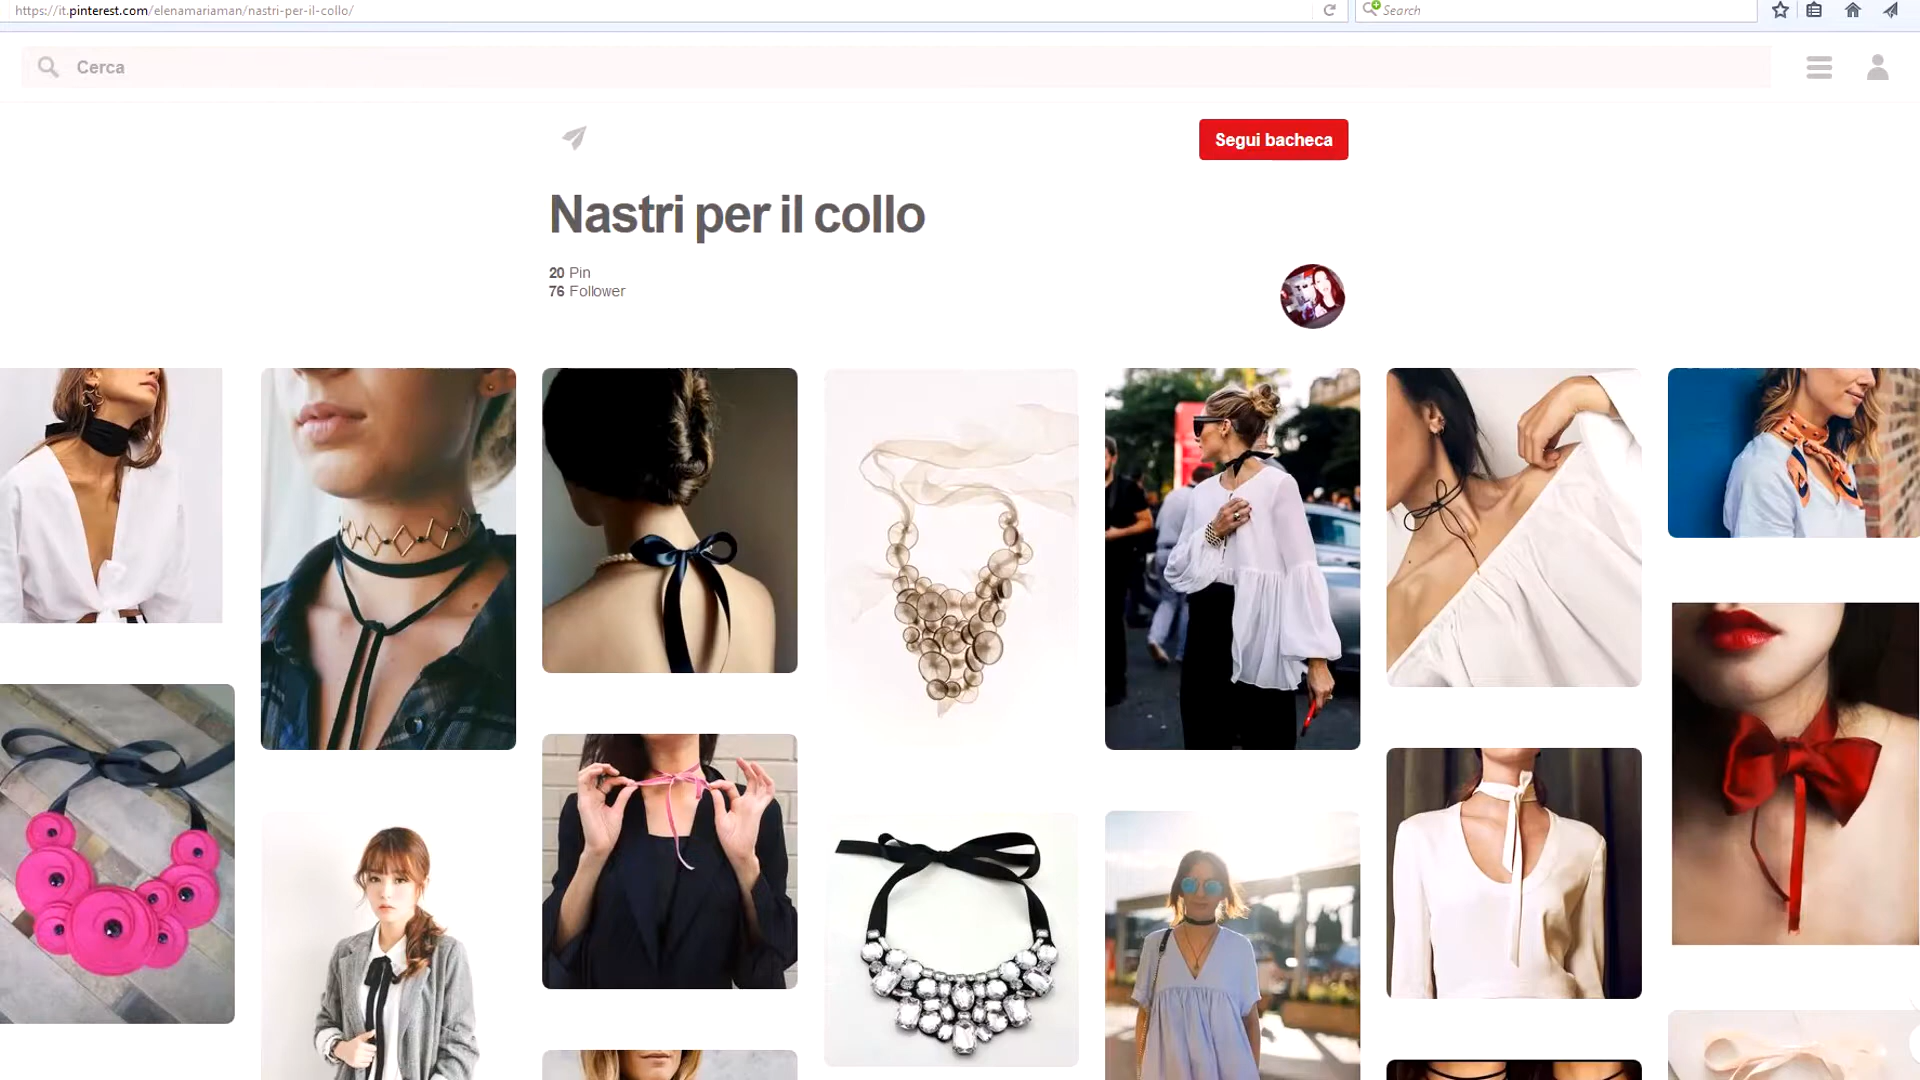 https://it.pinterest.com/elenamariaman/nastri-per-il-collo/
Search
Cerca
Segui bacheca
Nastri per il collo
20 Pin
76 Follower